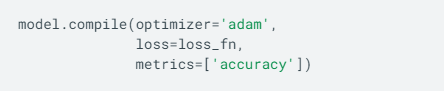 model.compile(optimizer='adam',
              loss=loss_fn,
              metrics=['accuracy'])